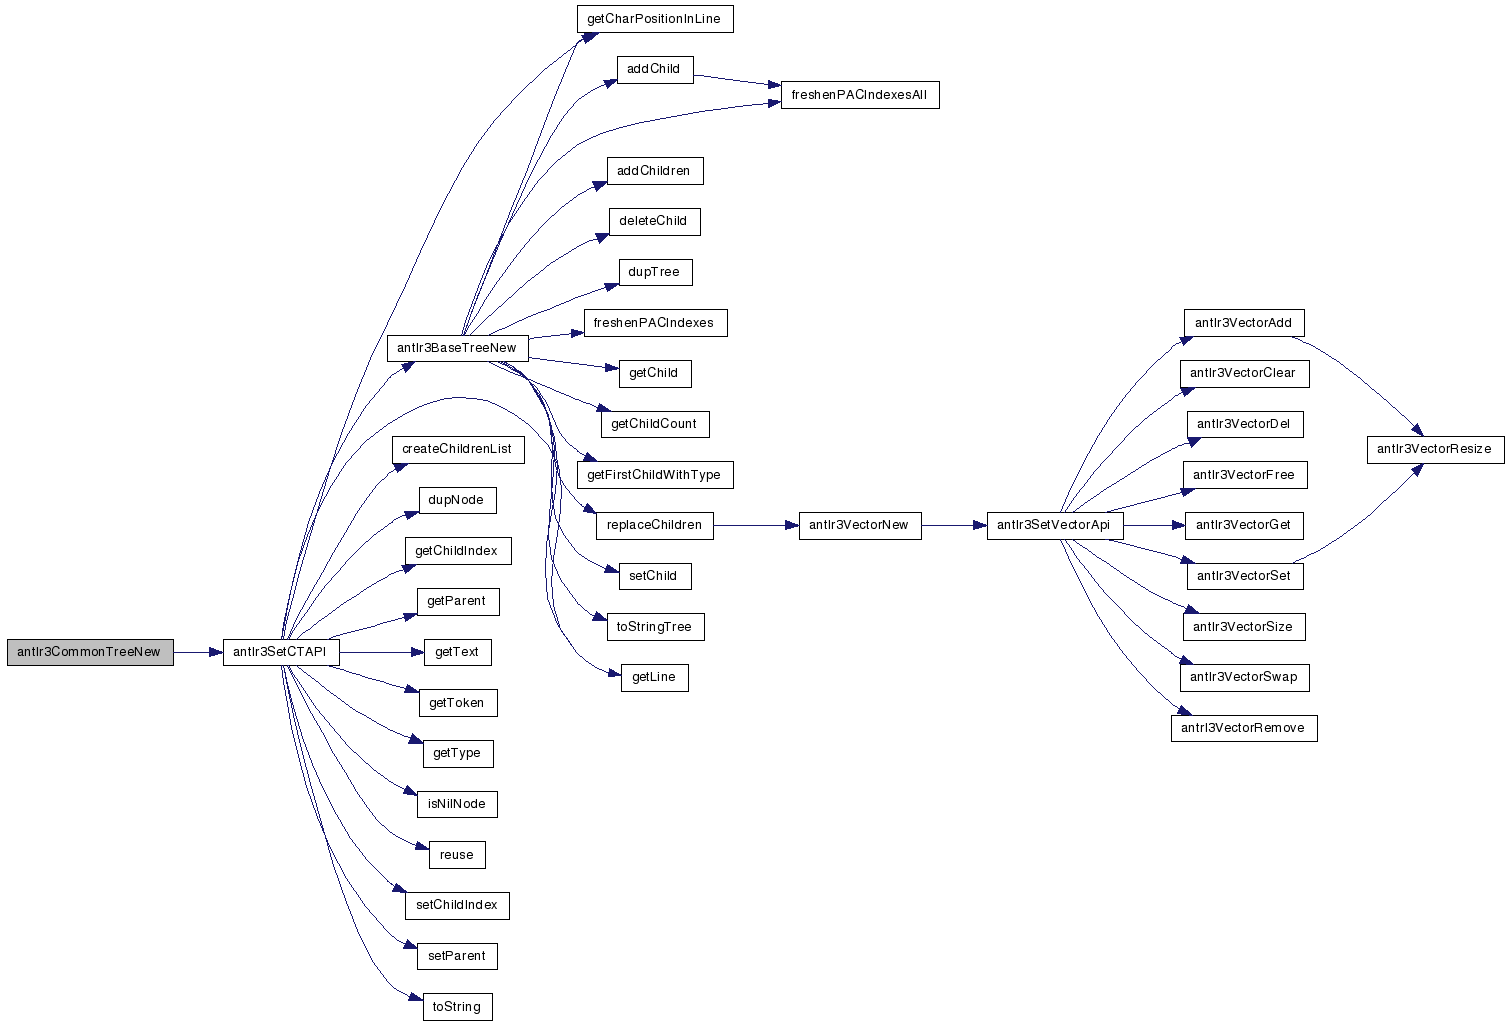 getCharPositionInLine
addChild
freshenPACIndexesAll
addChildren
deleteChild
dupTree
freshenPACIndexes
antlr3VectorAdd
antlr3BaseTreeNew
getChild
antlr3VectorClear
getChildCount
antlr3VectorDel
createChildrenList
antlr3VectorResize
getFirstChildWithType
antlr3VectorFree
dupNode
replaceChildren
antlr3VectorNew
antlr3SetVectorApi
antlr3VectorGet
getChildIndex
setChild
antlr3VectorSet
getParent
toStringTree
antlr3VectorSize
antlr3CommonTreeNew
antlr3SetCTAPI
getText
getLine
antlr3VectorSwap
getToken
antrl3VectorRemove
getType
isNilNode
reuse
setChildIndex
setParent
toString